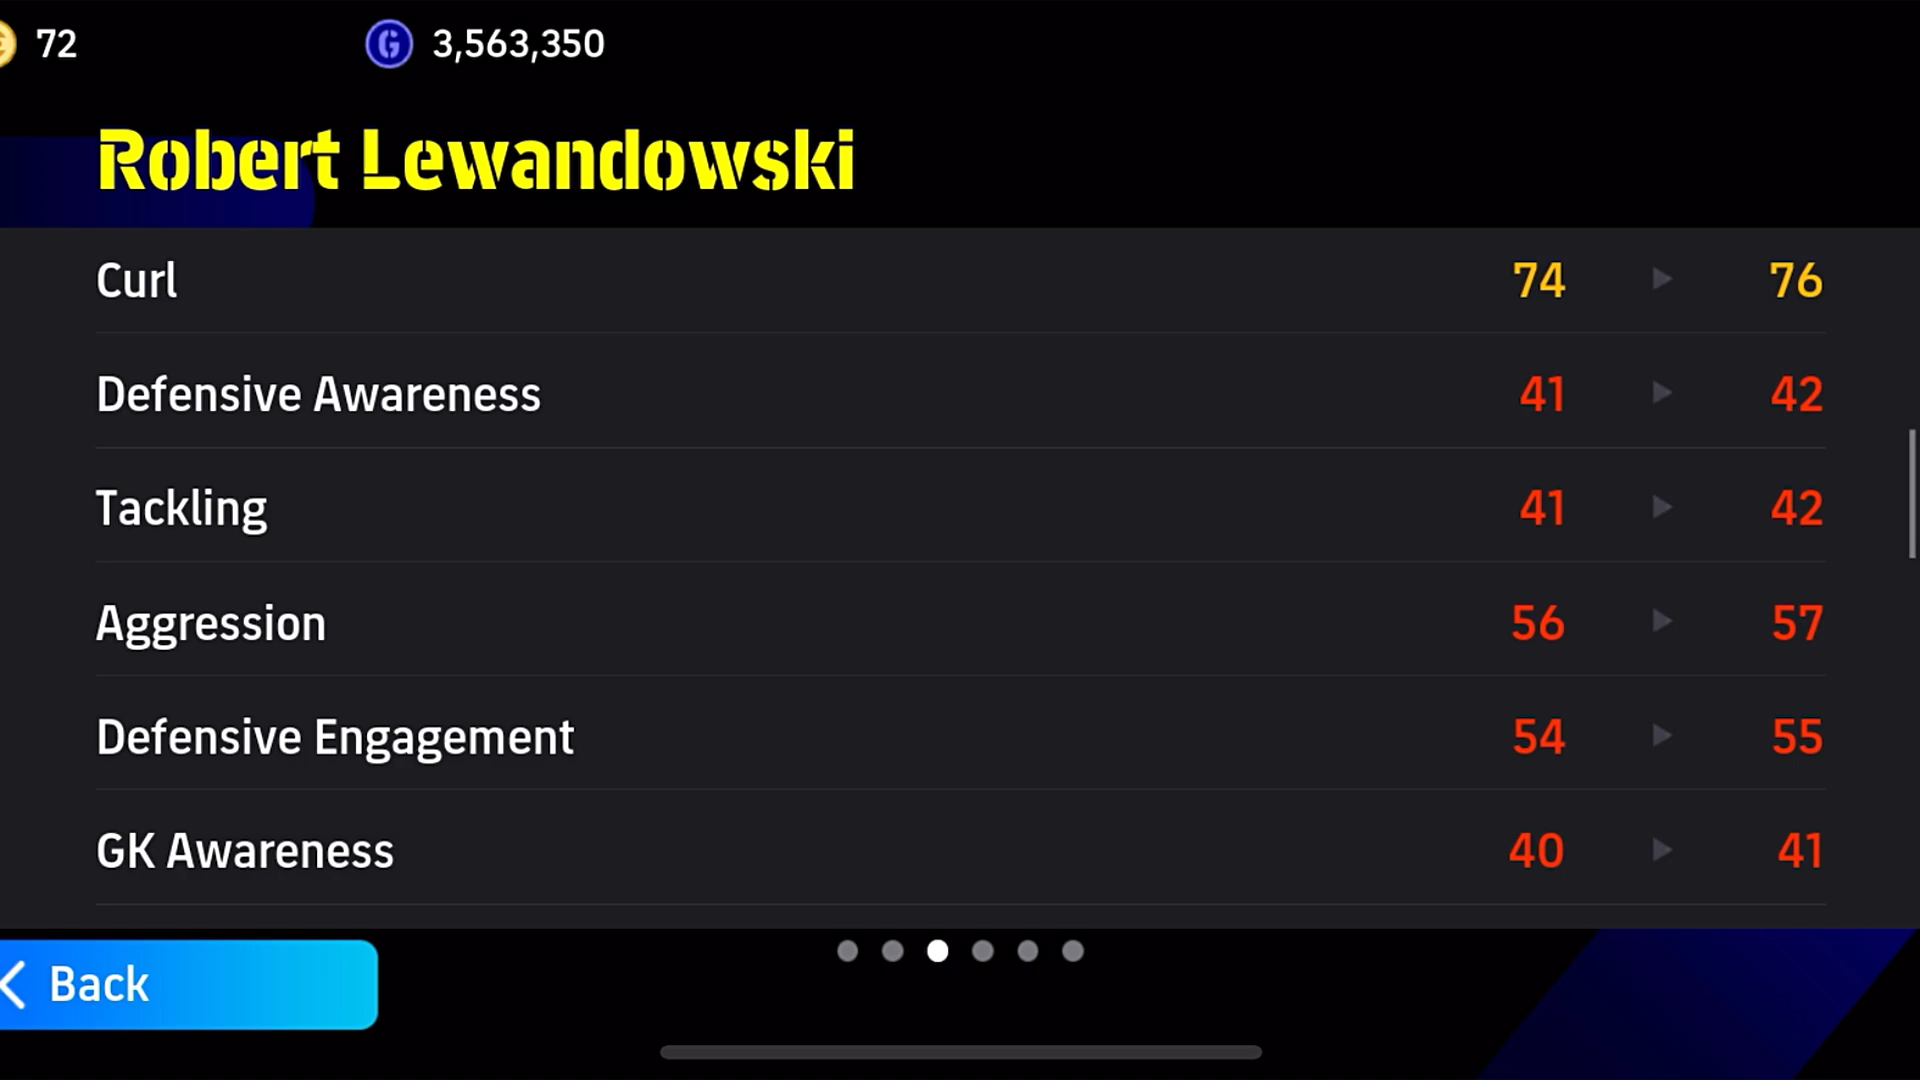 72 G 3,563,350
Robert Lewandowski
Curl 74 ▶ 76
Defensive Awareness 41 ▶ 42
Tackling 41 ▶ 42
Aggression 56 ▶ 57
Defensive Engagement 54 ▶ 55
GK Awareness 40 ▶ 41
Back